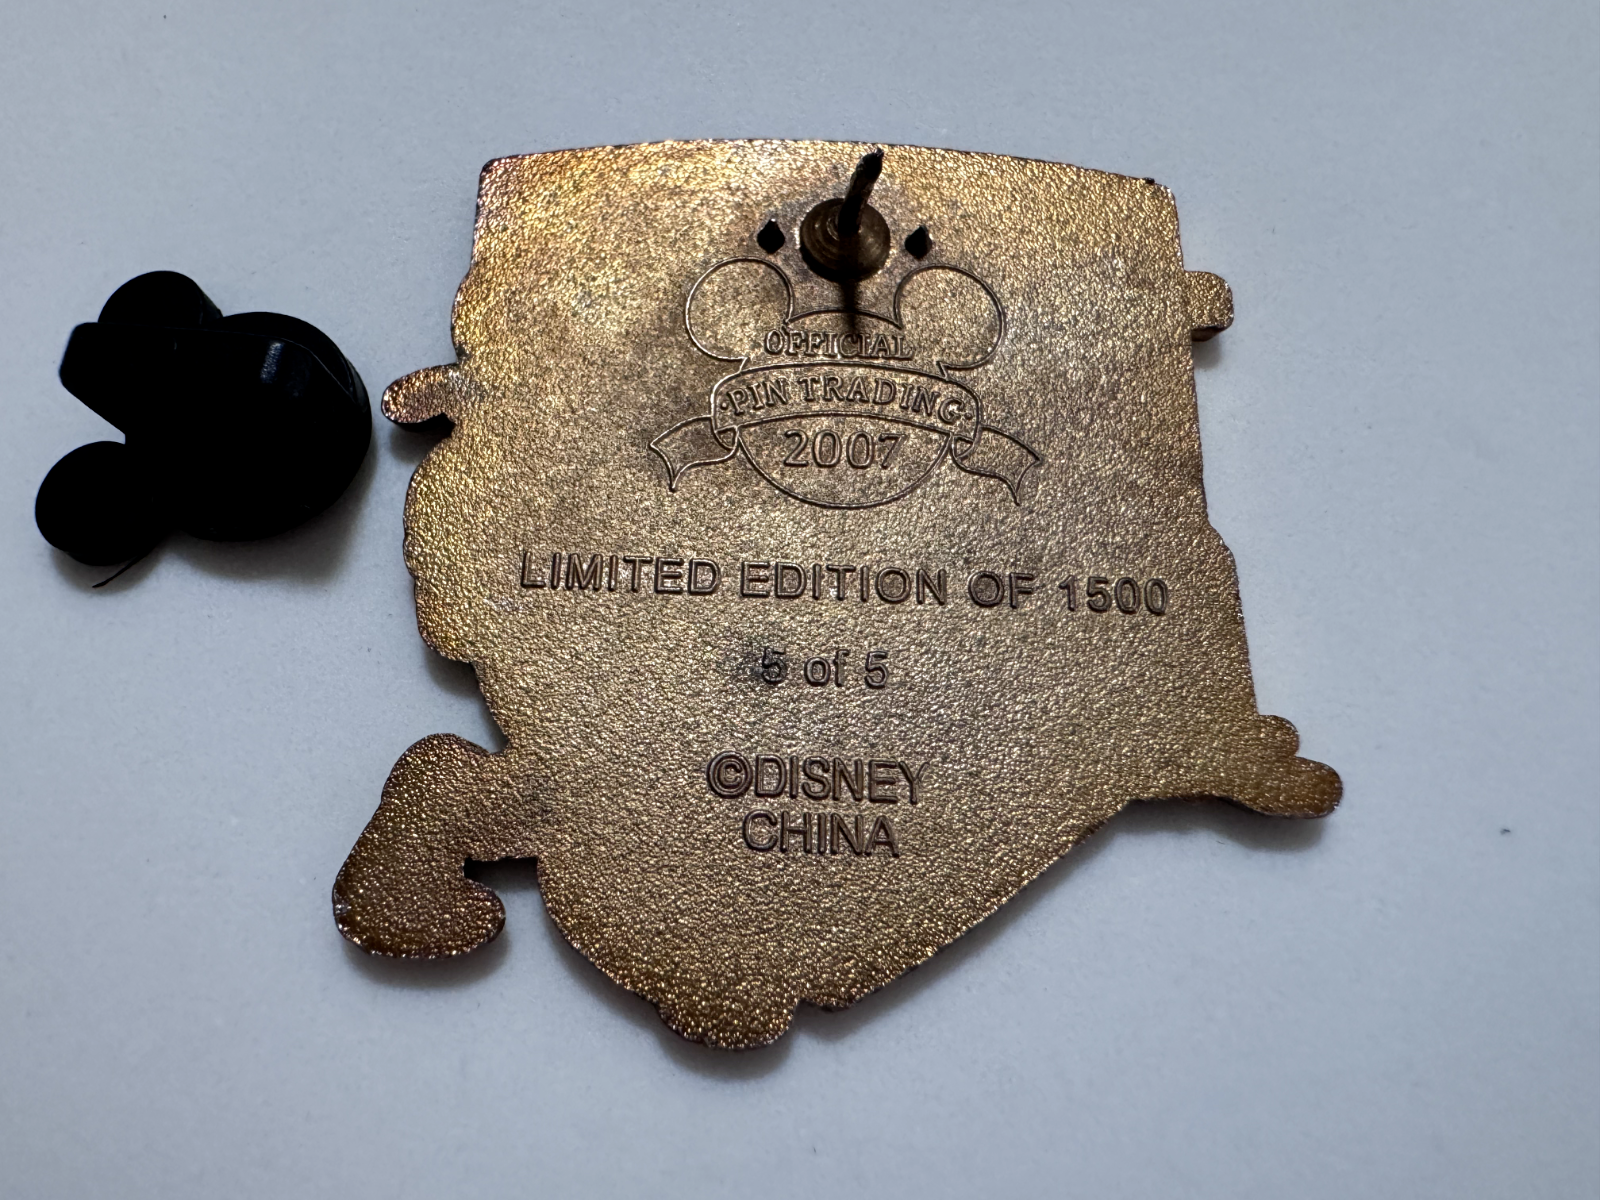 OFFICIAL
·PIN TRADING·
2007
LIMITED EDITION OF 1500
5 of 5
©DISNEY
CHINA